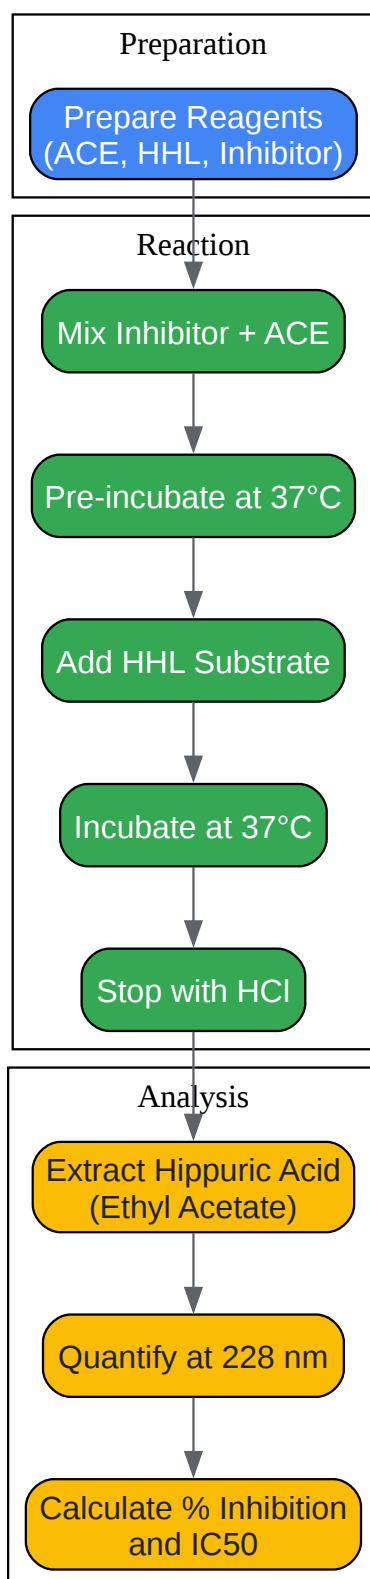 Preparation
Prepare Reagents
(ACE, HHL, Inhibitor)
Reaction
Mix Inhibitor + ACE
Pre-incubate at 37°C
Add HHL Substrate
Incubate at 37°C
Stop with HCl
Analysis
Extract Hippuric Acid
(Ethyl Acetate)
Quantify at 228 nm
Calculate % Inhibition
and IC50